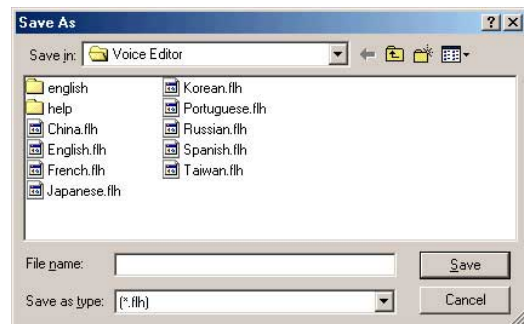 Save As
Save in: Voice Editor
english
help
China.flh
English.flh
French.flh
Japanese.flh
Korean.flh
Portuguese.flh
Russian.flh
Spanish.flh
Taiwan.flh
File name:
Save
Save as type: (*.flh)
Cancel